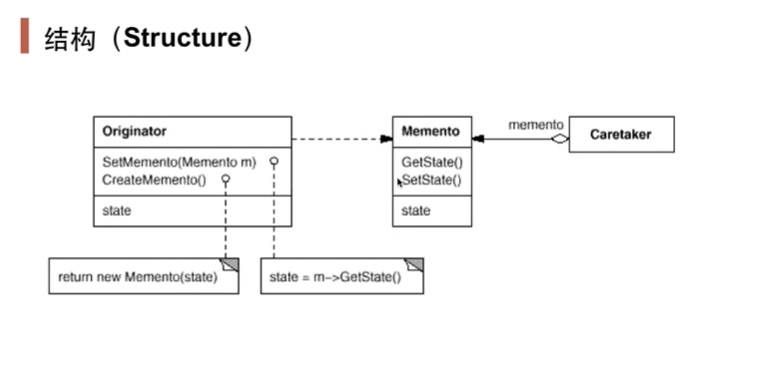 结构（Structure）
Originator
SetMemento(Memento m)
CreateMemento()
state
return new Memento(state)
state = m->GetState()
Memento
GetState()
SetState()
state
memento
Caretaker